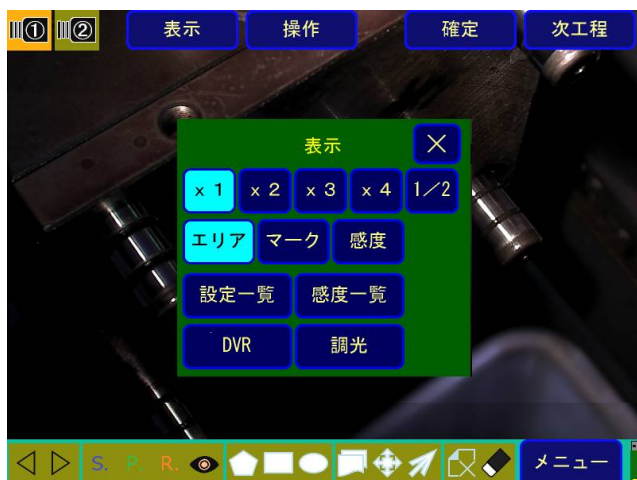 ① ② 表示 操作 確定 次工程
表示 ×
x 1 x 2 x 3 x 4 1/2
エリア マーク 感度
設定一覧 感度一覧
DVR 調光
S. P. R. メニュー